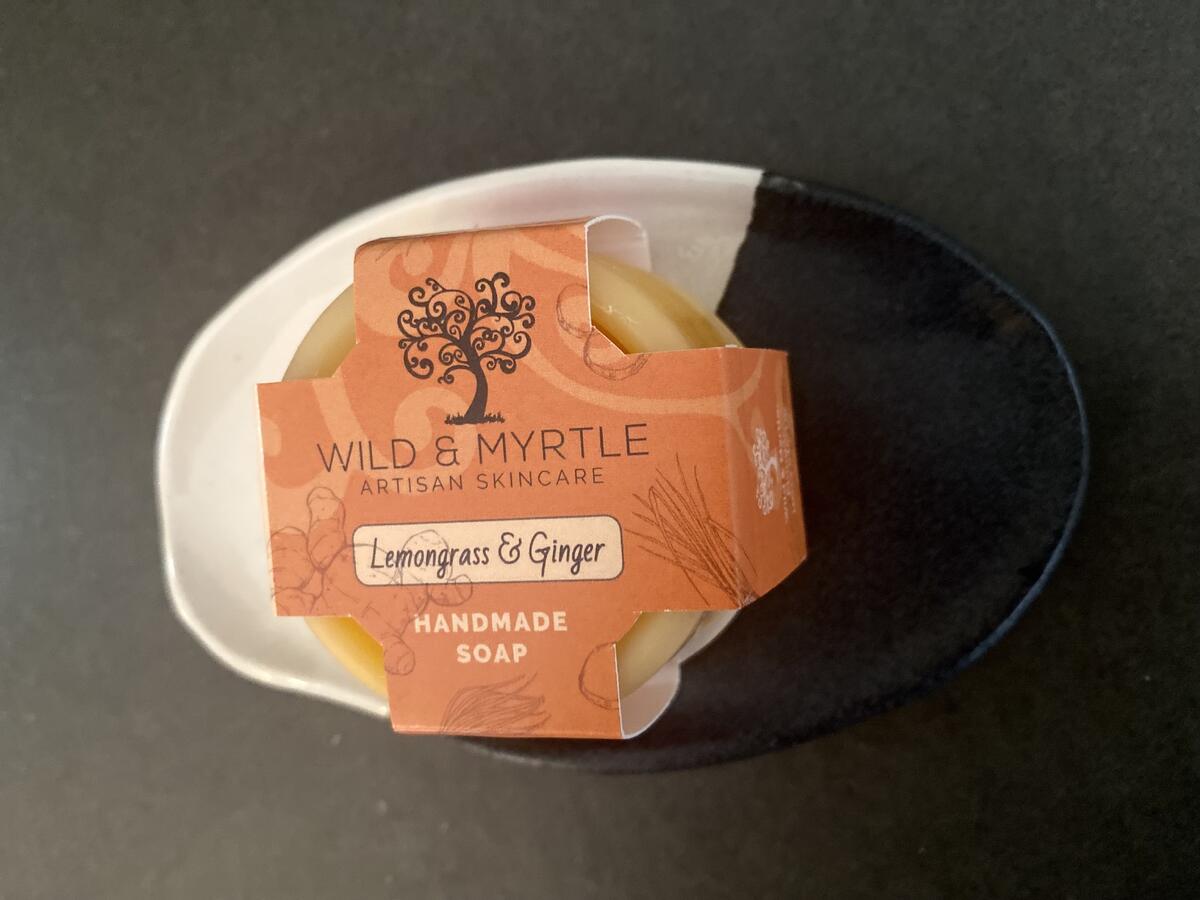 WILD & MYRTLE
ARTISAN SKINCARE
Lemongrass & Ginger
HANDMADE
SOAP